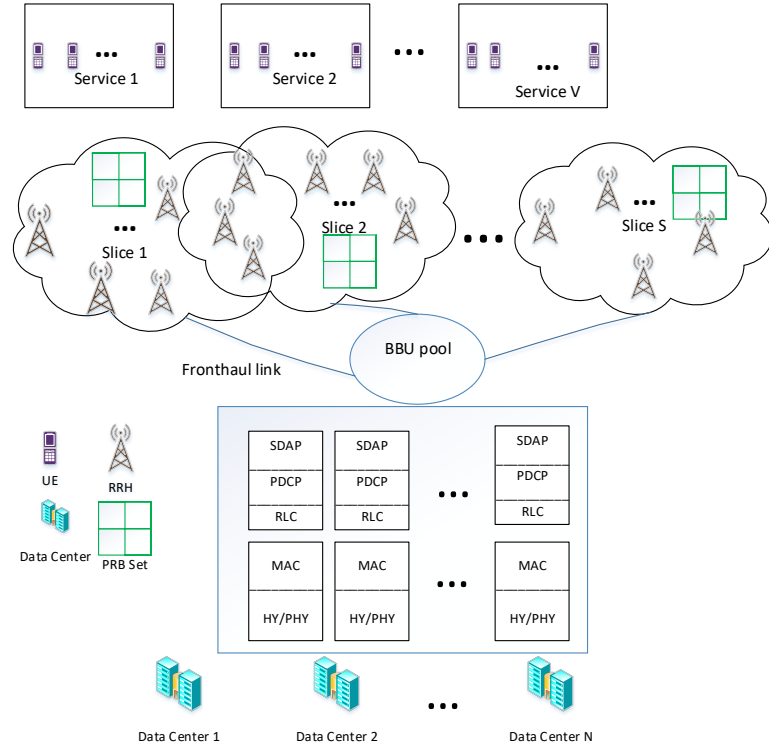 Service 1
Service 2
Service V
Slice 1
Slice 2
Slice S
BBU pool
Fronthaul link
SDAP
PDCP
RLC
SDAP
PDCP
RLC
SDAP
PDCP
RLC
MAC
HY/PHY
MAC
HY/PHY
MAC
HY/PHY
UE
RRH
Data Center
PRB Set
Data Center 1
Data Center 2
Data Center N